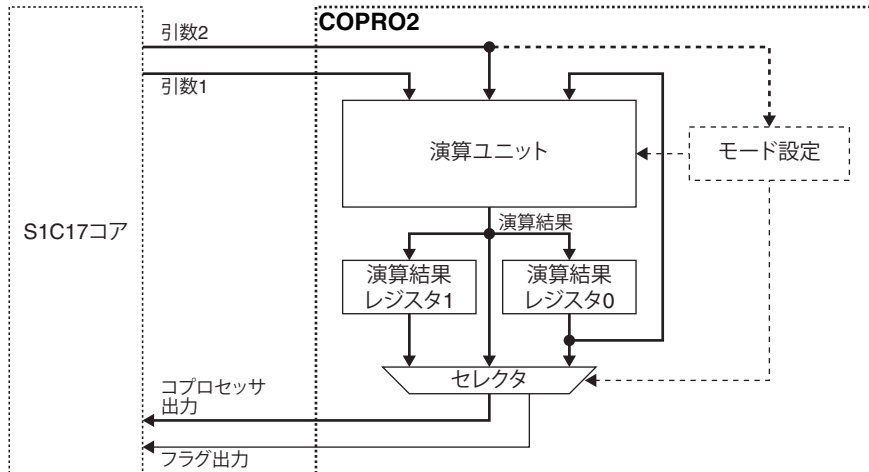 COPRO2
引数2
引数1
演算ユニット
モード設定
S1C17コア
演算結果
演算結果
レジスタ1
演算結果
レジスタ0
セレクタ
コプロセッサ
出力
フラグ出力